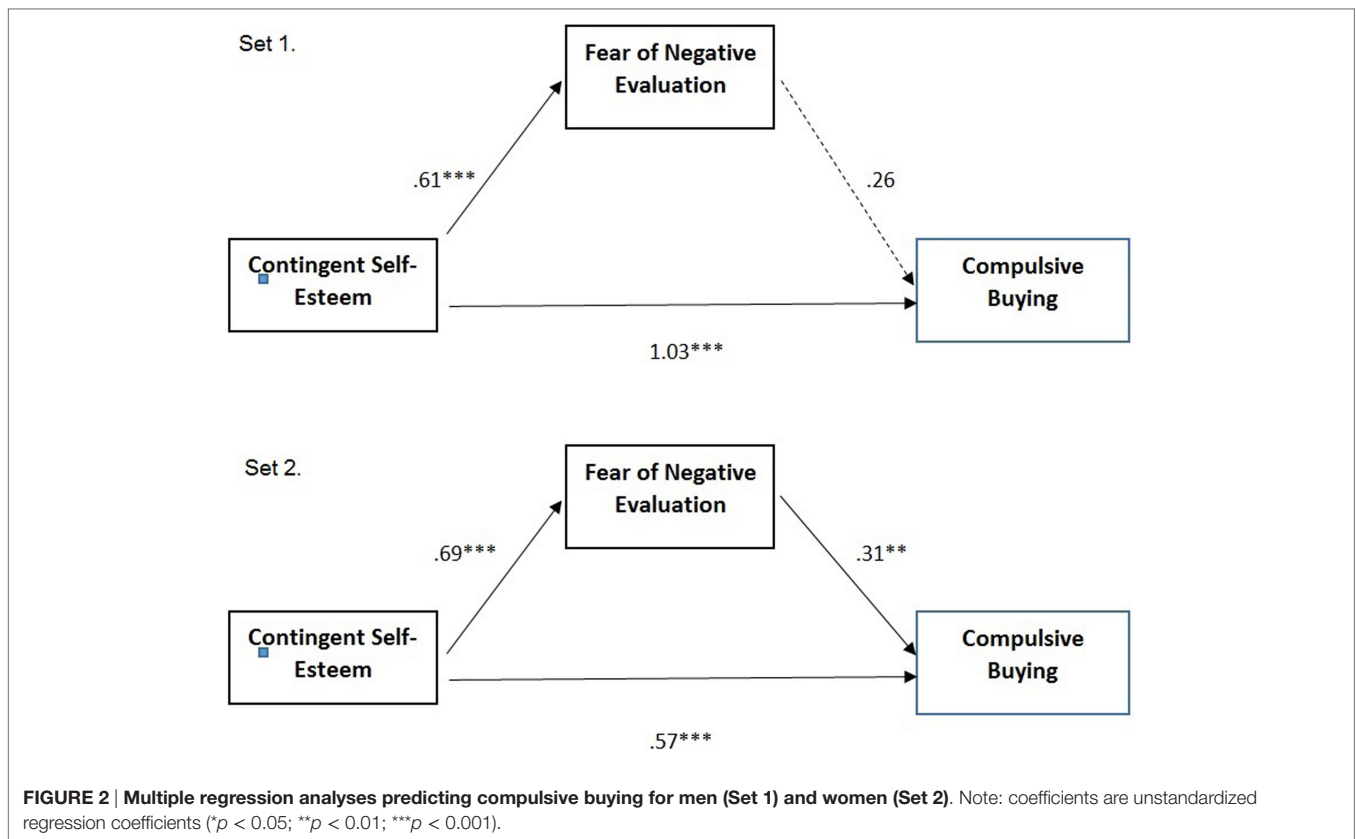 Set 1.
Fear of Negative
Evaluation
.61***
.26
Contingent Self-
Esteem
Compulsive
Buying
1.03***
Set 2.
Fear of Negative
Evaluation
.69***
.31**
Contingent Self-
Esteem
Compulsive
Buying
.57***
FIGURE 2 | Multiple regression analyses predicting compulsive buying for men (Set 1) and women (Set 2). Note: coefficients are unstandardized
regression coefficients (*p < 0.05; **p < 0.01; ***p < 0.001).